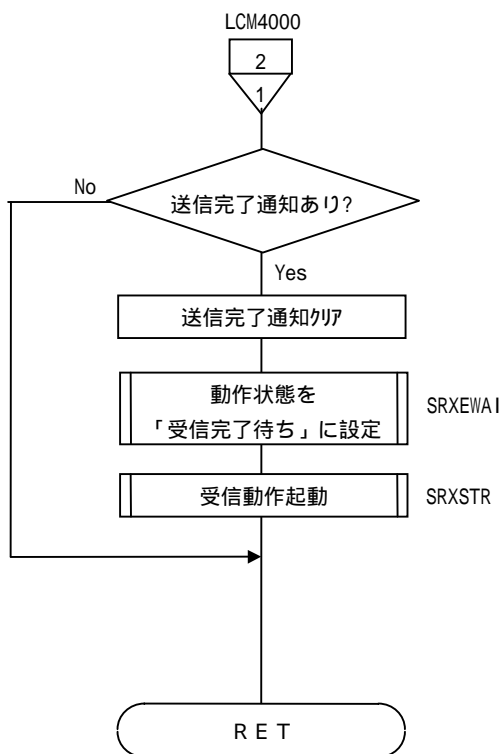 LCM4000
2
1
No
送信完了通知あり?
Yes
送信完了通知ｸﾘｱ
動作状態を
「受信完了待ち」に設定
SRXEWAI
受信動作起動
SRXSTR
ＲＥＴ